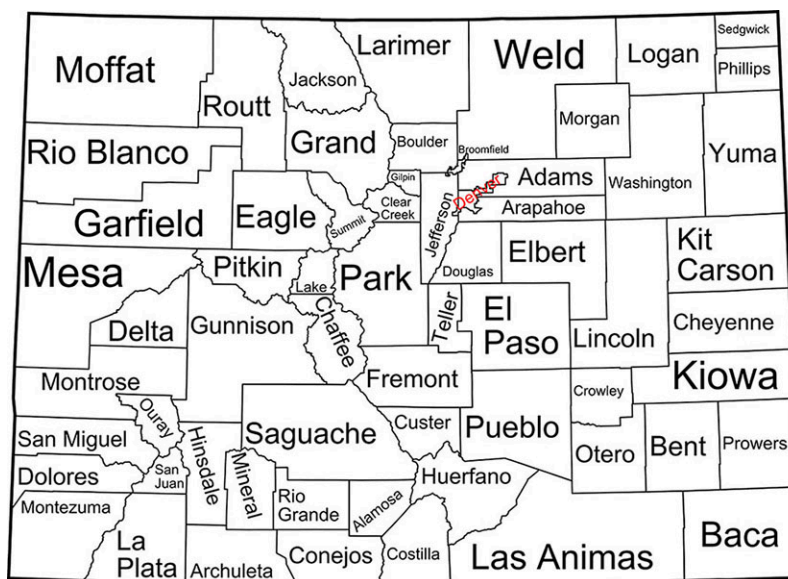 Moffat
Routt
Jackson
Larimer
Weld
Logan
Sedgwick
Phillips
Rio Blanco
Grand
Boulder
Broomfield
Morgan
Yuma
Washington
Garfield
Eagle
Summit
Gilpin
Clear
Creek
Jefferson
Denver
Adams
Arapahoe
Mesa
Pitkin
Lake
Park
Douglas
Elbert
Kit
Carson
Delta
Gunnison
Chaffee
Teller
El
Paso
Lincoln
Cheyenne
Montrose
Fremont
Crowley
Kiowa
Ouray
San Miguel
Hinsdale
Saguache
Custer
Pueblo
Otero
Bent
Prowers
Dolores
San
Juan
Mineral
Rio
Grande
Alamosa
Huerfano
Montezuma
La
Plata
Archuleta
Conejos
Costilla
Las Animas
Baca